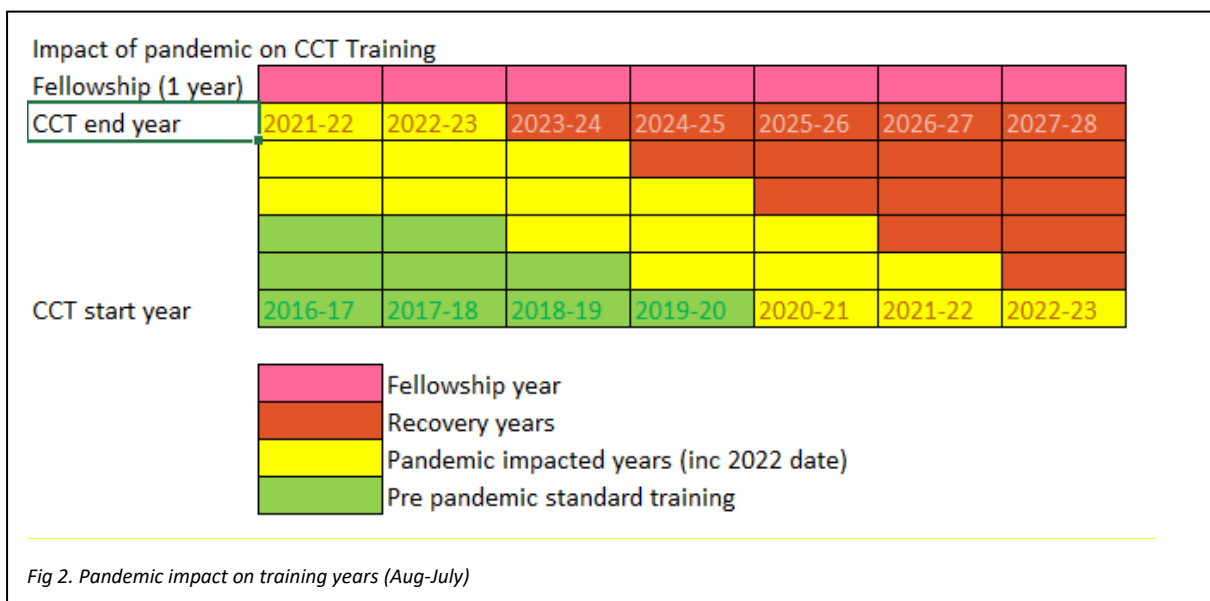 Impact of pandemic on CCT Training
Fellowship (1 year)
CCT end year 2021-22 2022-23 2023-24 2024-25 2025-26 2026-27 2027-28
CCT start year 2016-17 2017-18 2018-19 2019-20 2020-21 2021-22 2022-23
Fellowship year
Recovery years
Pandemic impacted years (inc 2022 date)
Pre pandemic standard training
Fig 2. Pandemic impact on training years (Aug-July)